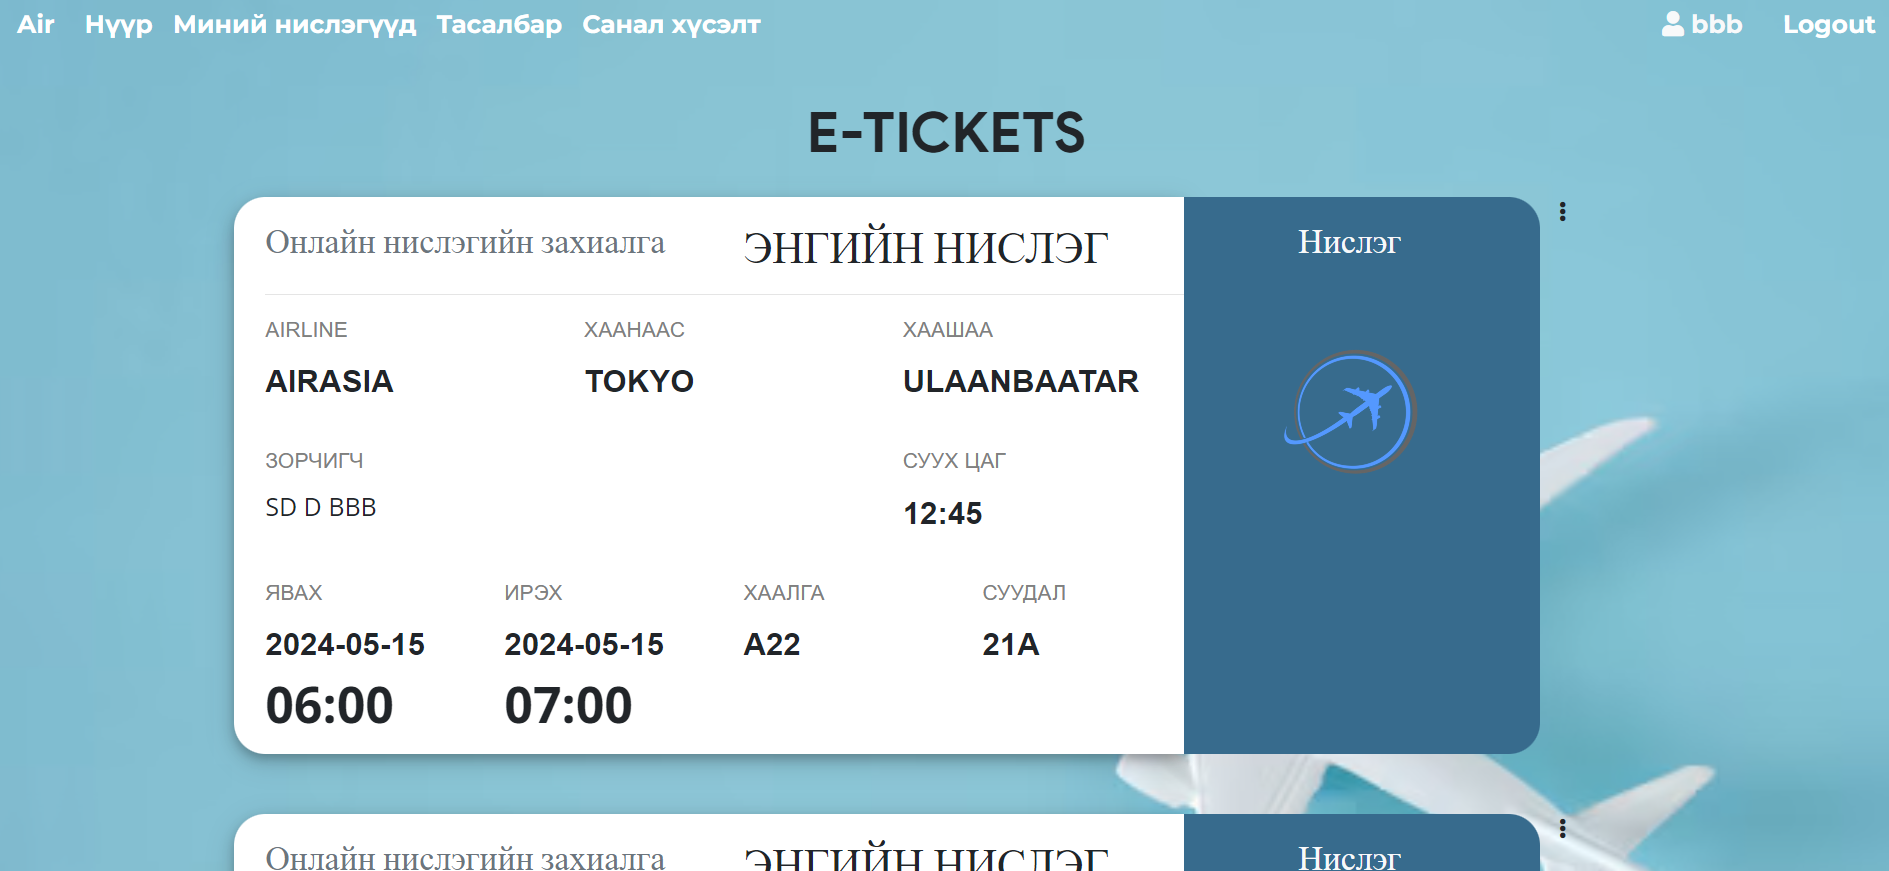 Air Нүүр Миний нислэгүүд Тасалбар Санал хүсэлт bbb Logout
E-TICKETS
Онлайн нислэгийн захиалга ЭНГИЙН НИСЛЭГ Нислэг
AIRLINE ХААНААС ХААШАА
AIRASIA TOKYO ULAANBAATAR
ЗОРЧИГЧ СУУХ ЦАГ
SD D BBB 12:45
ЯВАХ ИРЭХ ХААЛГА СУУДАЛ
2024-05-15 2024-05-15 A22 21A
06:00 07:00
Онлайн нислэгийн захиалга ЭНГИЙН НИСЛЭГ Нислэг